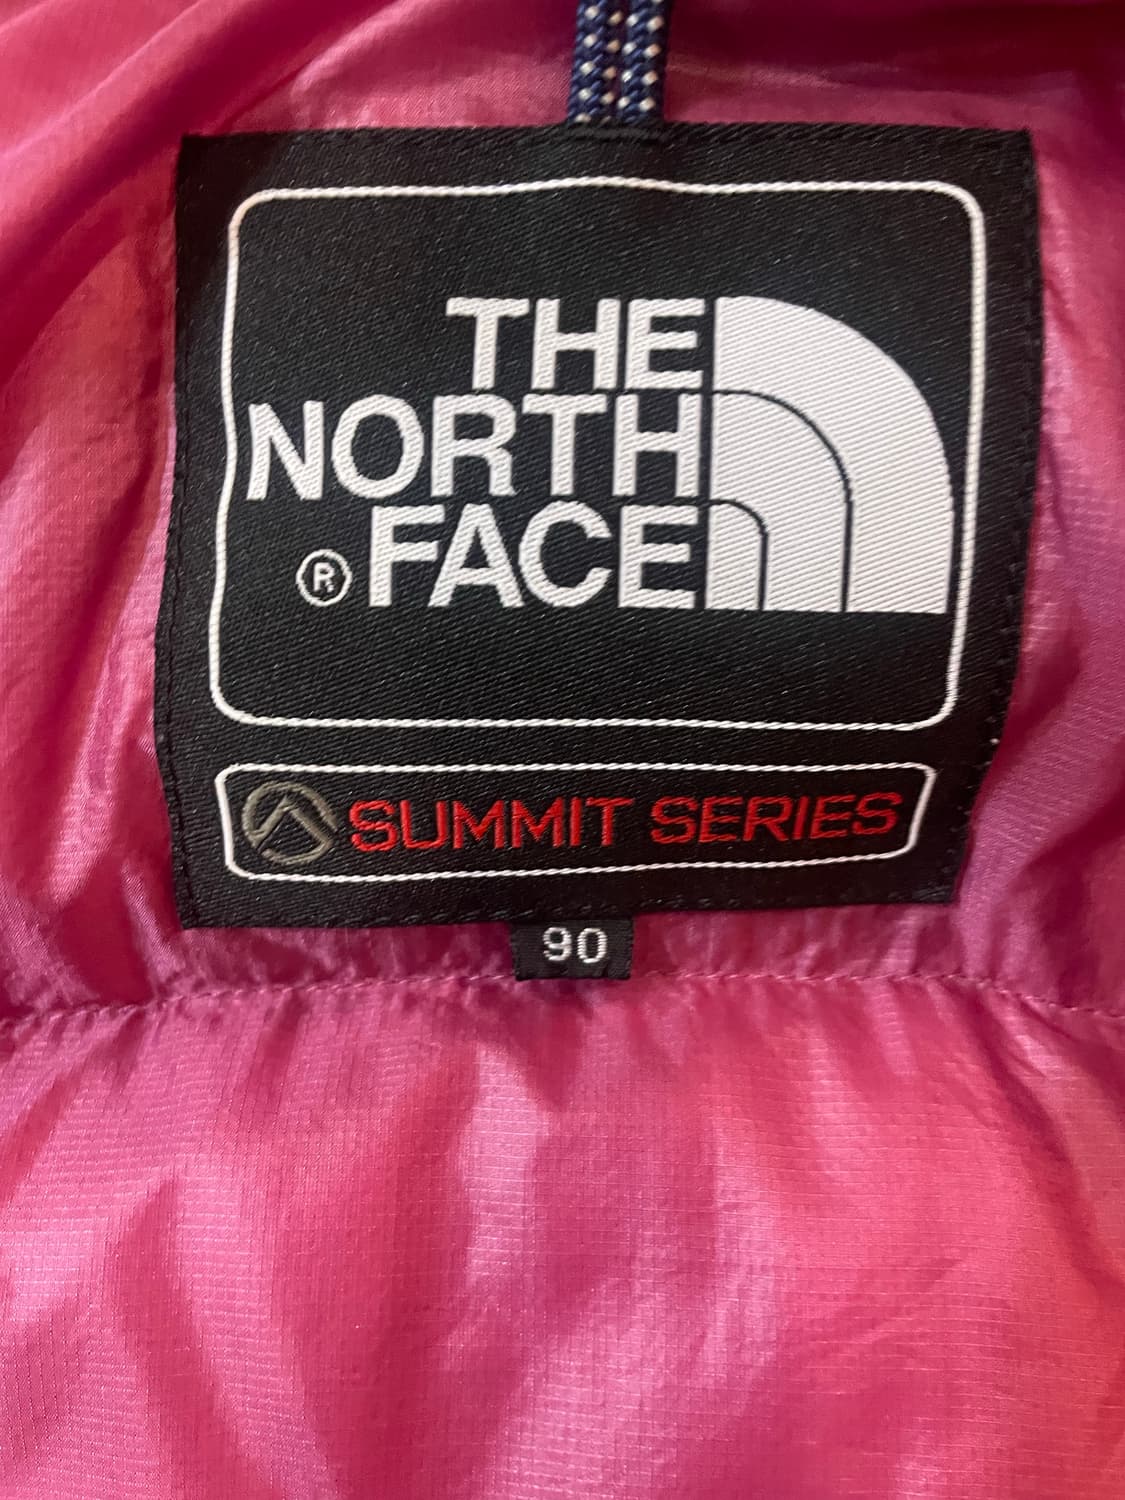 THE
NORTH
® FACE
SUMMIT SERIES
90